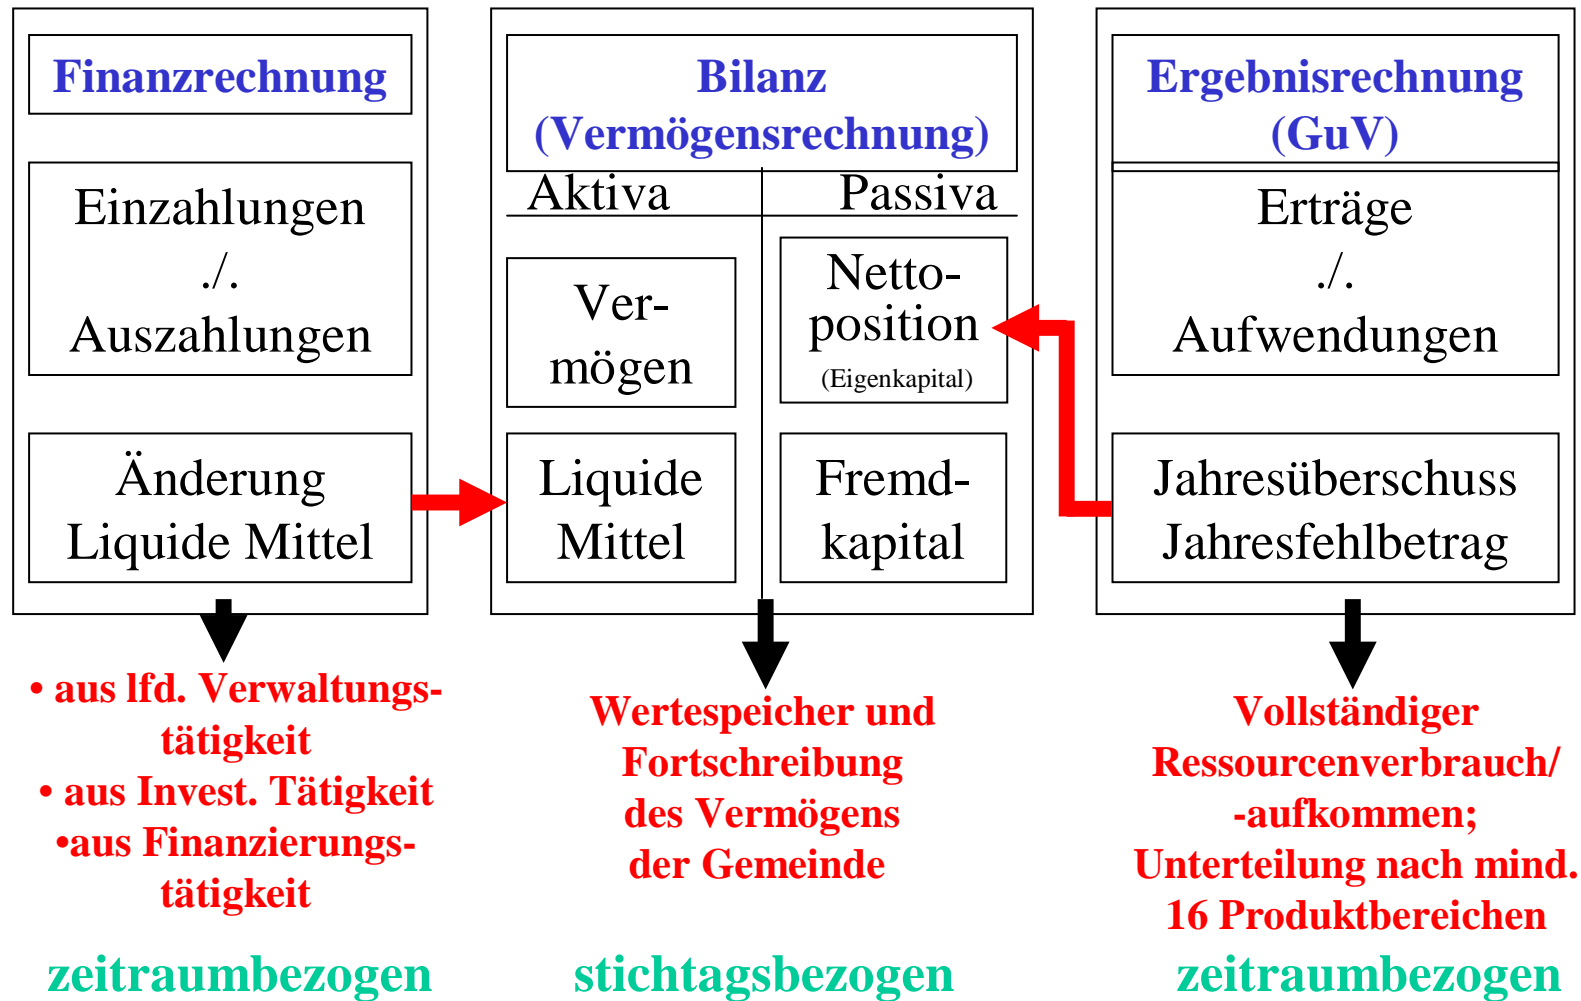 Finanzrechnung
Einzahlungen
./.
Auszahlungen
Änderung
Liquide Mittel
• aus lfd. Verwaltungs-
tätigkeit
• aus Invest. Tätigkeit
•aus Finanzierungs-
tätigkeit
zeitraumbezogen
Bilanz
(Vermögensrechnung)
Aktiva
Passiva
Ver-
mögen
Liquide
Mittel
Netto-
position
(Eigenkapital)
Fremd-
kapital
Wertespeicher und
Fortschreibung
des Vermögens
der Gemeinde
stichtagsbezogen
Ergebnisrechnung
(GuV)
Erträge
./.
Aufwendungen
Jahresüberschuss
Jahresfehlbetrag
Vollständiger
Ressourcenverbrauch/
-aufkommen;
Unterteilung nach mind.
16 Produktbereichen
zeitraumbezogen